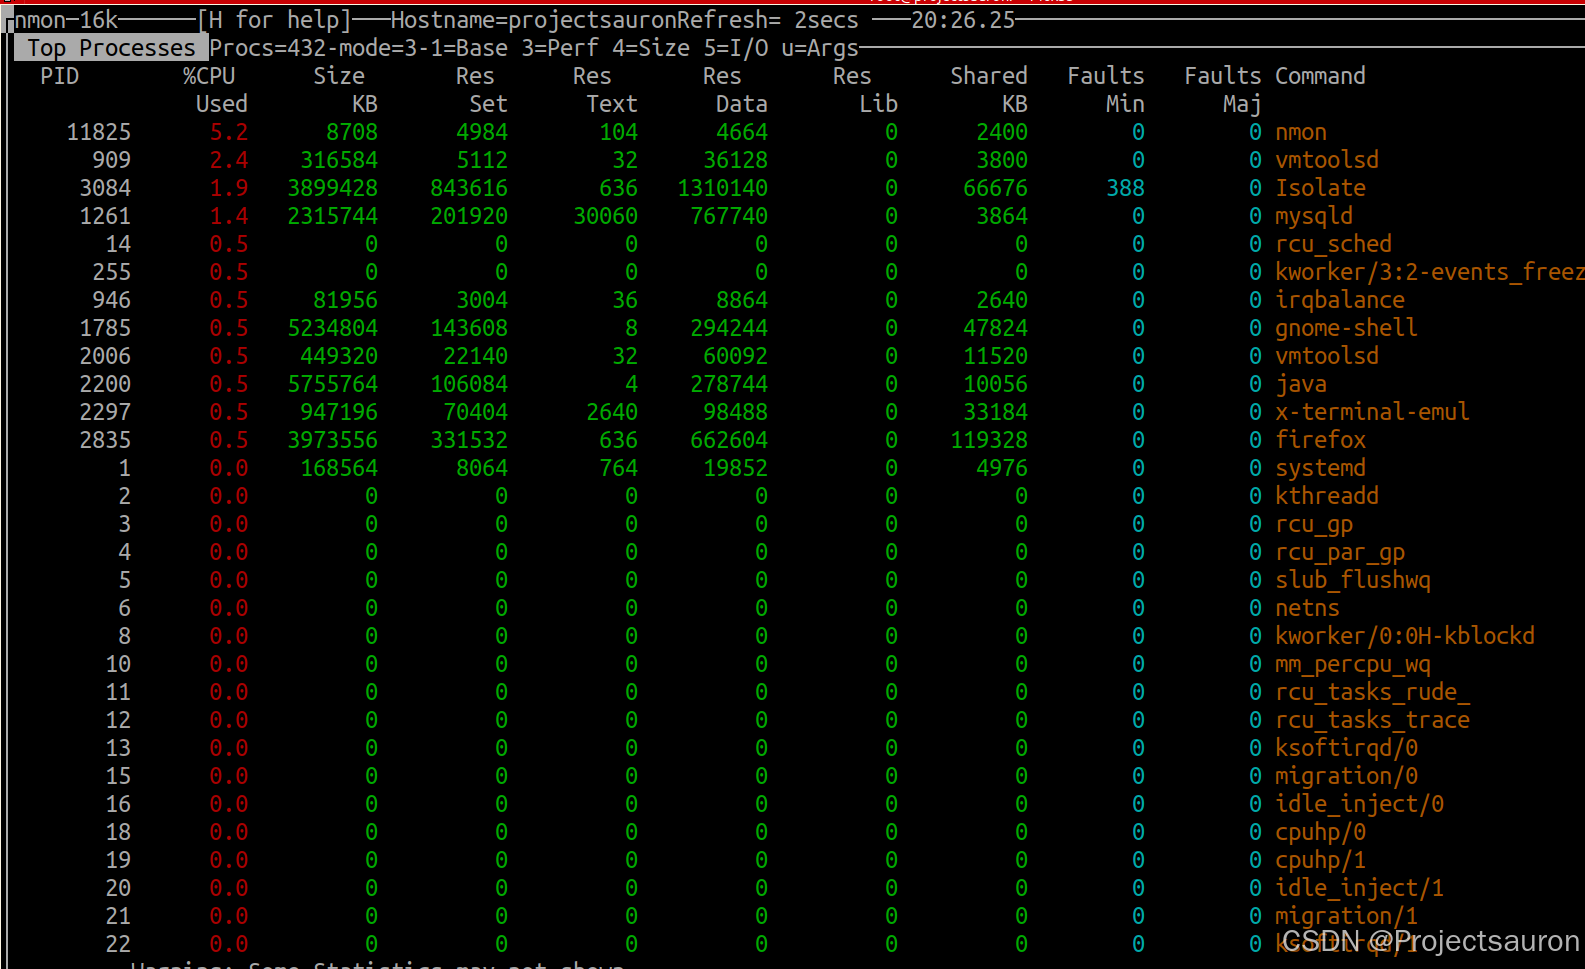 nmon-16k [H for help] Hostname=projectsauron Refresh= 2secs 20:26.25
Top Processes Procs=432-mode=3-1=Base 3=Perf 4=Size 5=I/O u=Args
PID %CPU Size Res Res Res Res Shared Faults Faults Command
Used KB Set Text Data Lib KB Min Maj
11825 5.2 8708 4984 104 4664 0 2400 0 0 nmon
909 2.4 316584 5112 32 36128 0 3800 0 0 vmtoolsd
3084 1.9 3899428 843616 636 1310140 0 66676 388 0 Isolate
1261 1.4 2315744 201920 30060 767740 0 3864 0 0 mysqld
14 0.5 0 0 0 0 0 0 0 0 rcu_sched
255 0.5 0 0 0 0 0 0 0 0 kworker/3:2-events_freez
946 0.5 81956 3004 36 8864 0 2640 0 0 irqbalance
1785 0.5 5234804 143608 8 294244 0 47824 0 0 gnome-shell
2006 0.5 449320 22140 32 60092 0 11520 0 0 vmtoolsd
2200 0.5 5755764 106084 4 278744 0 10056 0 0 java
2297 0.5 947196 70404 2640 98488 0 33184 0 0 x-terminal-emul
2835 0.5 3973556 331532 636 662604 0 119328 0 0 firefox
1 0.0 168564 8064 764 19852 0 4976 0 0 systemd
2 0.0 0 0 0 0 0 0 0 0 kthreadd
3 0.0 0 0 0 0 0 0 0 0 rcu_gp
4 0.0 0 0 0 0 0 0 0 0 rcu_par_gp
5 0.0 0 0 0 0 0 0 0 0 slub_flushwq
6 0.0 0 0 0 0 0 0 0 0 netns
8 0.0 0 0 0 0 0 0 0 0 kworker/0:0H-kblockd
10 0.0 0 0 0 0 0 0 0 0 mm_percpu_wq
11 0.0 0 0 0 0 0 0 0 0 rcu_tasks_rude_
12 0.0 0 0 0 0 0 0 0 0 rcu_tasks_trace
13 0.0 0 0 0 0 0 0 0 0 ksoftirqd/0
15 0.0 0 0 0 0 0 0 0 0 migration/0
16 0.0 0 0 0 0 0 0 0 0 idle_inject/0
18 0.0 0 0 0 0 0 0 0 0 cpuhp/0
19 0.0 0 0 0 0 0 0 0 0 cpuhp/1
20 0.0 0 0 0 0 0 0 0 0 idle_inject/1
21 0.0 0 0 0 0 0 0 0 0 migration/1
22 0.0 0 0 0 0 0 0 0 0 ksoftirqd/1
CSDN @Projectsauron
Warning: Some Statistics may not shown